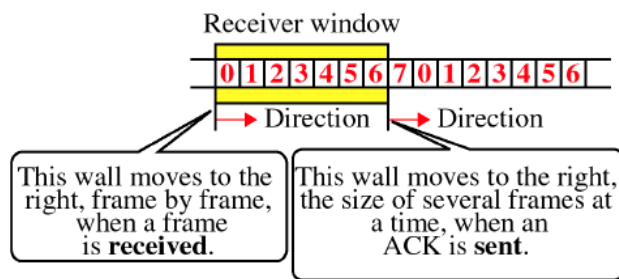 Receiver window
0 1 2 3 4 5 6 7 0 1 2 3 4 5 6
Direction
Direction
This wall moves to the
right, frame by frame,
when a frame
is received.
This wall moves to the right,
the size of several frames at
a time, when an
ACK is sent.